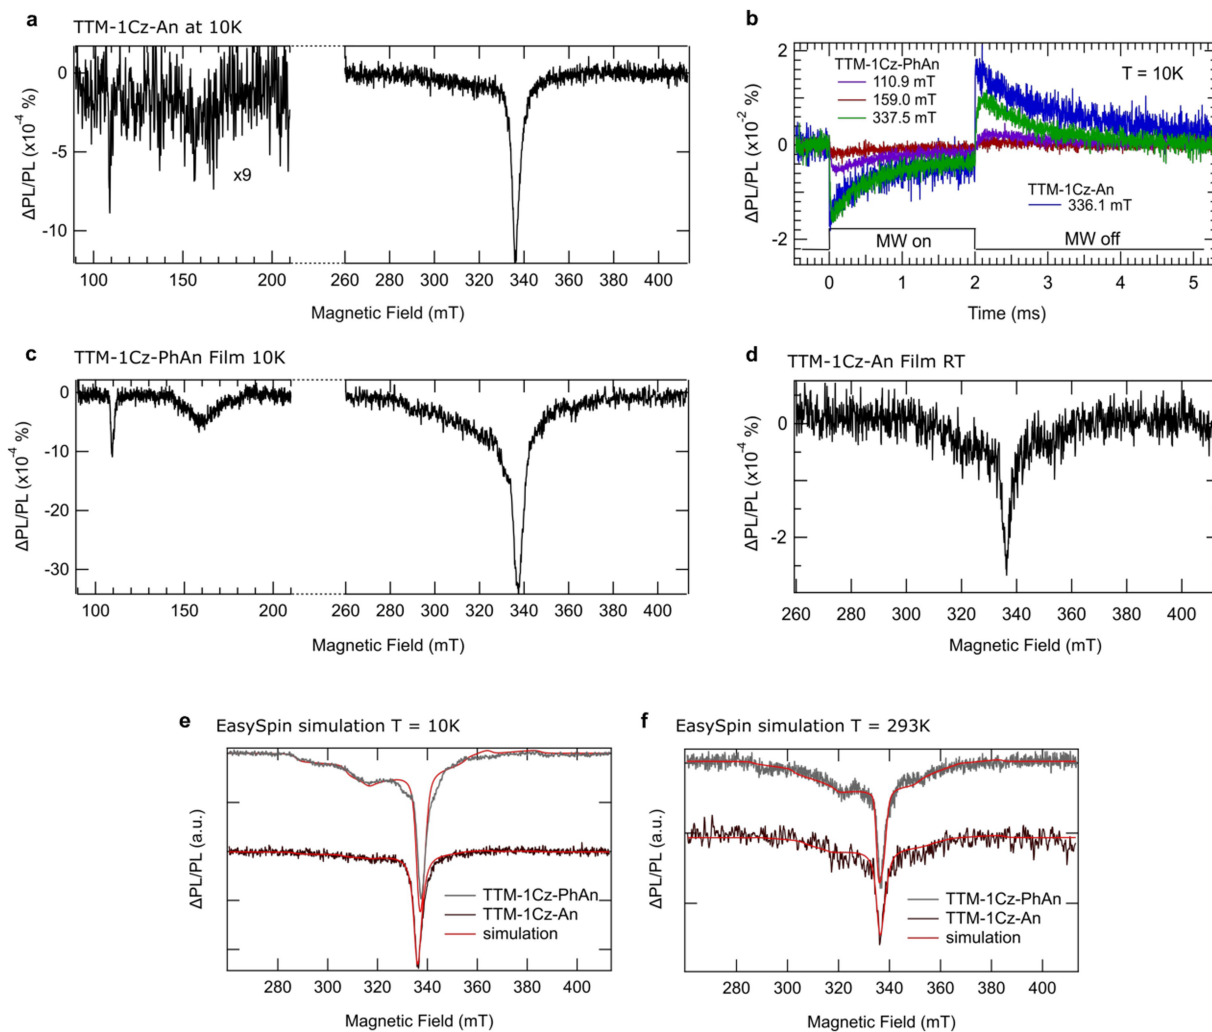 a
TTM-1Cz-An at 10K
0
-5
-10
ΔPL/PL (x10⁻⁴ %)
x9
100 120 140 160 180 200 260 280 300 320 340 360 380 400
Magnetic Field (mT)
b
2
0
-2
ΔPL/PL (x10⁻² %)
TTM-1Cz-PhAn
110.9 mT
159.0 mT
337.5 mT
T = 10K
TTM-1Cz-An
336.1 mT
MW on
MW off
0 1 2 3 4 5
Time (ms)
c
TTM-1Cz-PhAn Film 10K
0
-10
-20
-30
ΔPL/PL (x10⁻⁴ %)
100 120 140 160 180 200 260 280 300 320 340 360 380 400
Magnetic Field (mT)
d
TTM-1Cz-An Film RT
0
-2
ΔPL/PL (x10⁻⁴ %)
260 280 300 320 340 360 380 400
Magnetic Field (mT)
e
EasySpin simulation T = 10K
ΔPL/PL (a.u.)
TTM-1Cz-PhAn
TTM-1Cz-An
simulation
280 300 320 340 360 380 400
Magnetic Field (mT)
f
EasySpin simulation T = 293K
ΔPL/PL (a.u.)
TTM-1Cz-PhAn
TTM-1Cz-An
simulation
280 300 320 340 360 380 400
Magnetic Field (mT)